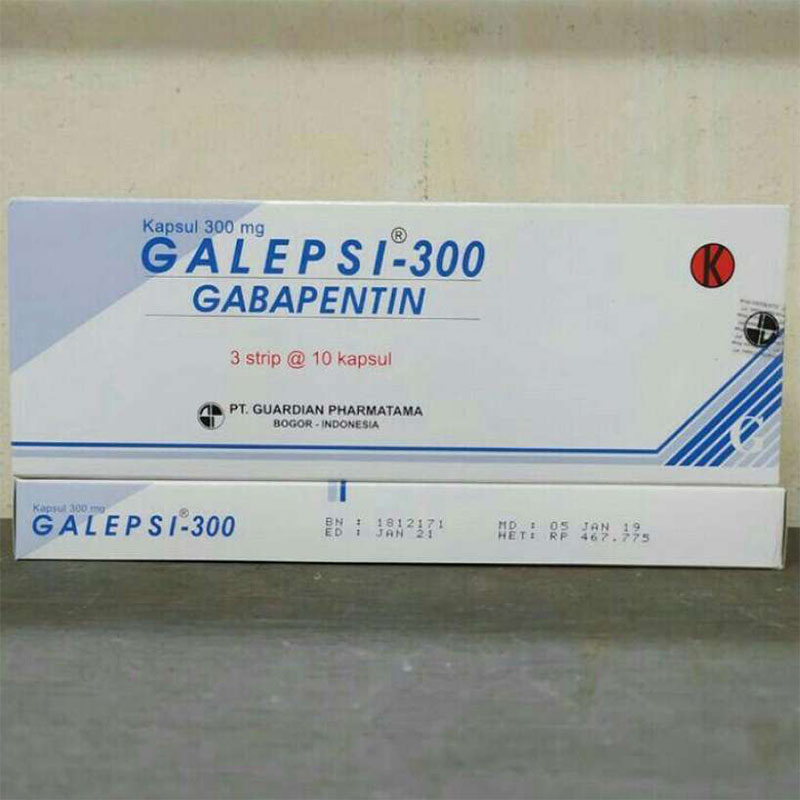 Kapsul 300 mg
GALEPSI®-300
GABAPENTIN
3 strip @ 10 kapsul
PT. GUARDIAN PHARMATAMA
BOGOR - INDONESIA
K
G
Kapsul 300 mg
GALEPSI®-300
BN : 1812171
ED : JAN 21
MD : 05 JAN 19
HET: RP 467.775